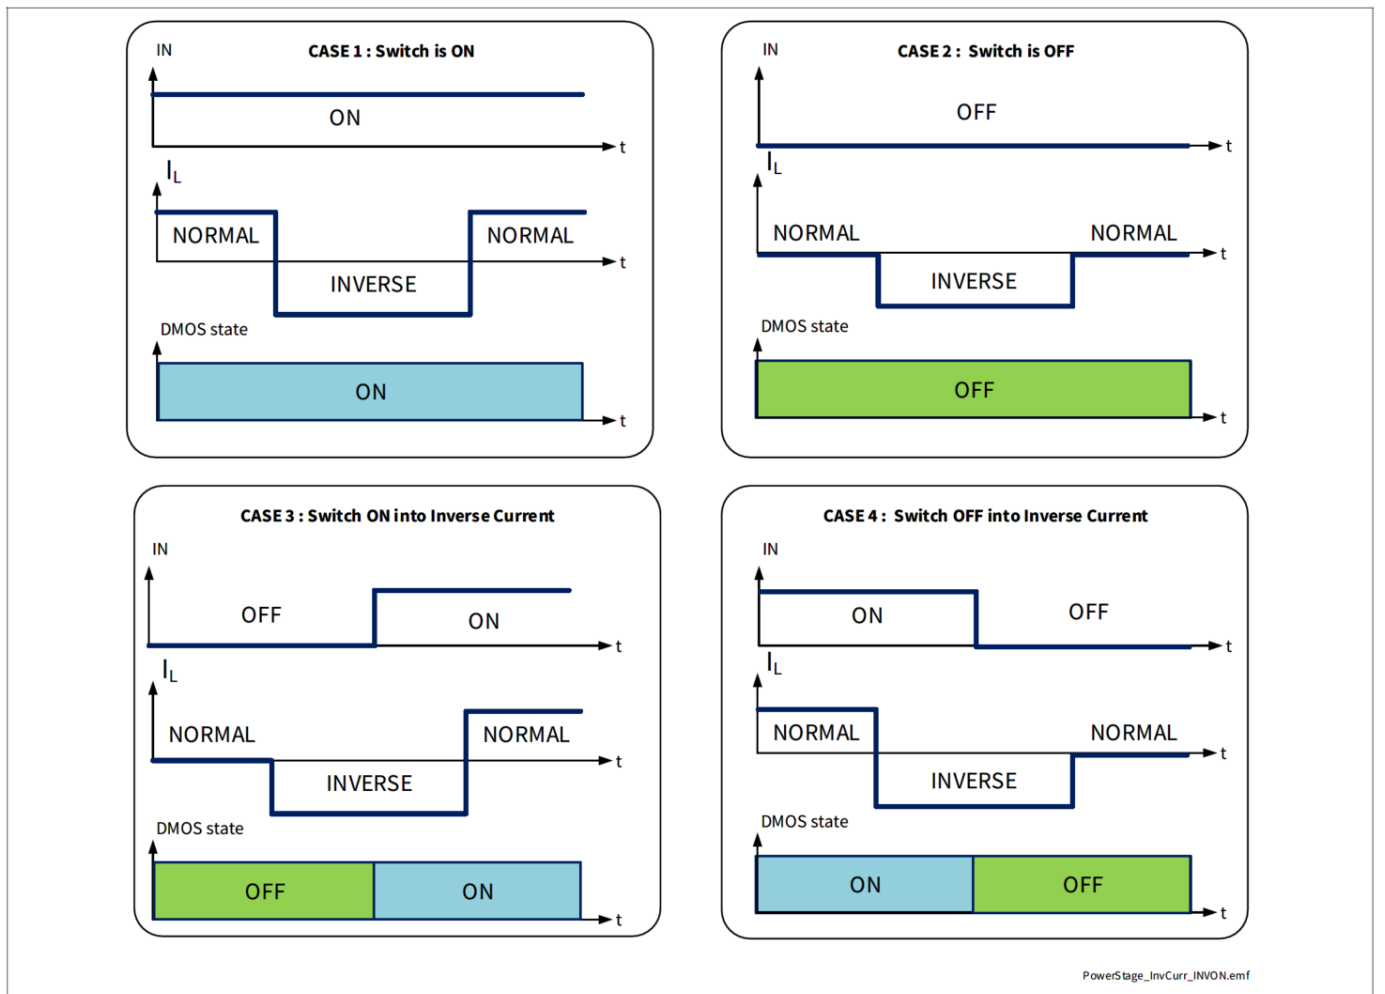 CASE 1 : Switch is ON
IN
ON
t
IL
NORMAL
NORMAL
INVERSE
t
DMOS state
ON
t
CASE 2 : Switch is OFF
IN
OFF
t
IL
NORMAL
NORMAL
INVERSE
t
DMOS state
OFF
t
CASE 3 : Switch ON into Inverse Current
IN
OFF
ON
t
IL
NORMAL
NORMAL
INVERSE
t
DMOS state
OFF
ON
t
CASE 4 : Switch OFF into Inverse Current
IN
ON
OFF
t
IL
NORMAL
NORMAL
INVERSE
t
DMOS state
ON
OFF
t
PowerStage_InvCurr_INVON.emf